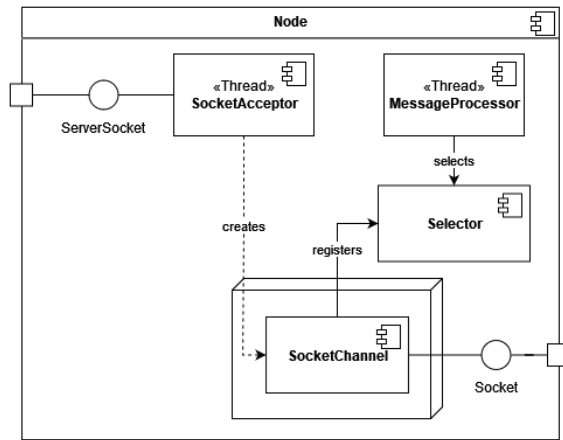 Node
«Thread»
SocketAcceptor
«Thread»
MessageProcessor
ServerSocket
selects
creates
registers
Selector
SocketChannel
Socket